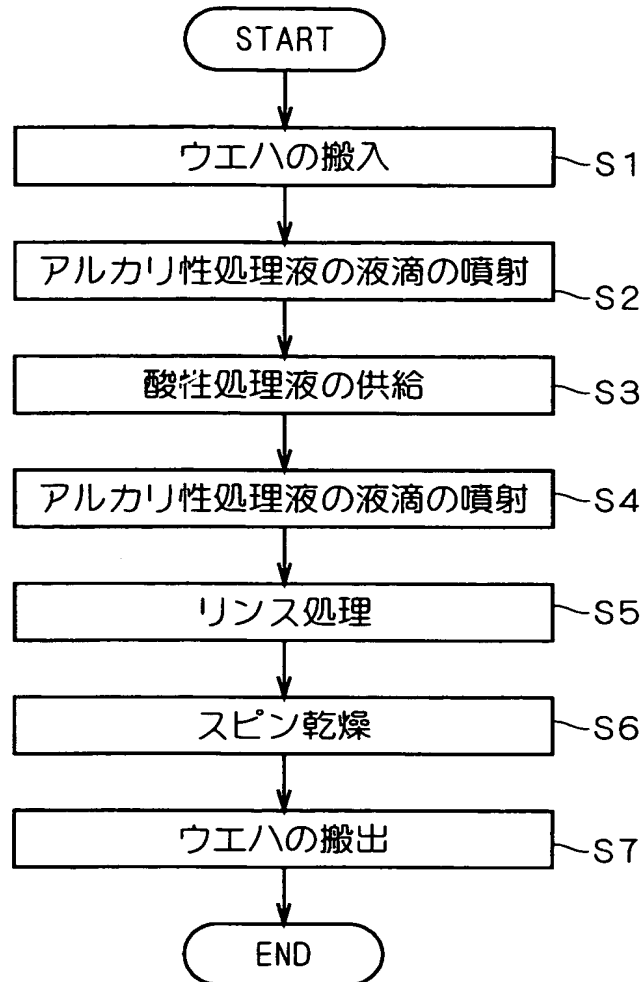 START
ウエハの搬入
S1
アルカリ性処理液の液滴の噴射
S2
酸性処理液の供給
S3
アルカリ性処理液の液滴の噴射
S4
リンス処理
S5
スピン乾燥
S6
ウエハの搬出
S7
END